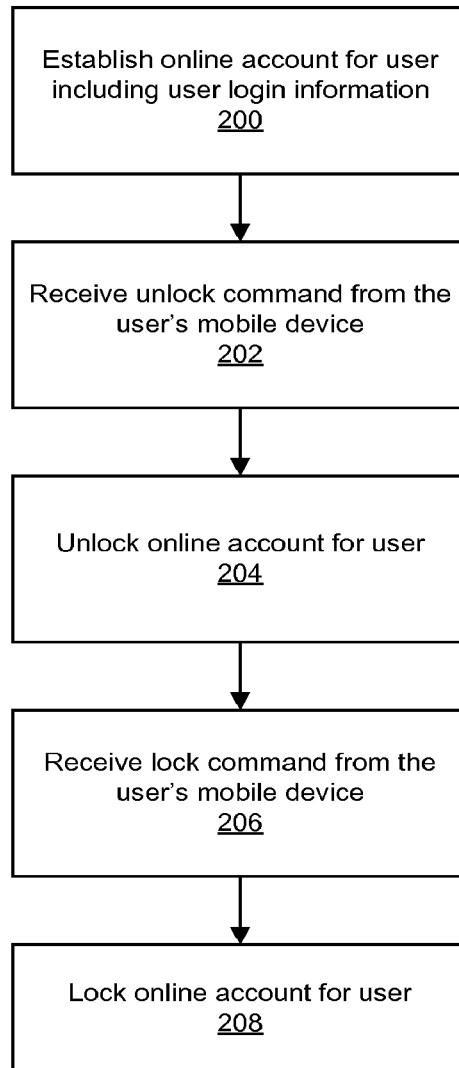 Establish online account for user
including user login information
200
Receive unlock command from the
user's mobile device
202
Unlock online account for user
204
Receive lock command from the
user's mobile device
206
Lock online account for user
208